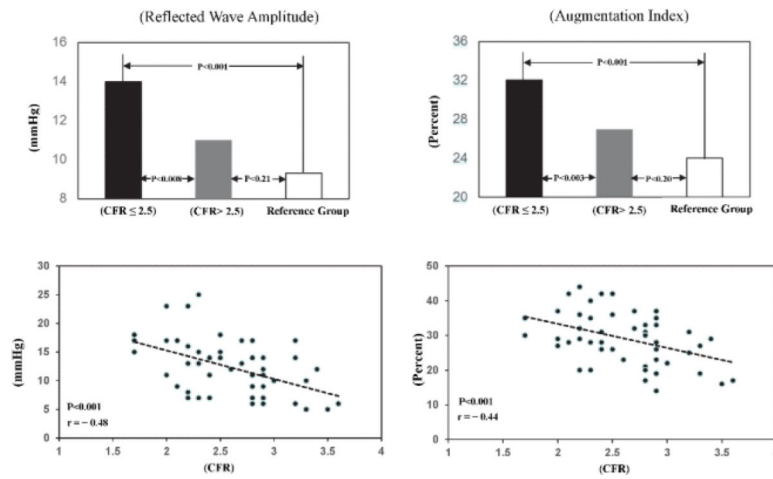 (Reflected Wave Amplitude)
(mmHg)
16
14
12
10
8
P<0.001
P<0.008
P<0.21
(CFR ≤ 2.5)
(CFR> 2.5)
Reference Group
(Augmentation Index)
(Percent)
36
32
28
24
20
P<0.001
P<0.003
P<0.20
(CFR ≤ 2.5)
(CFR> 2.5)
Reference Group
(mmHg)
30
25
20
15
10
5
0
P<0.001
r = − 0.48
1 1.5 2 2.5 3 3.5 4
(CFR)
(Percent)
50
40
30
20
10
0
P<0.001
r = − 0.44
1 1.5 2 2.5 3 3.5 4
(CFR)